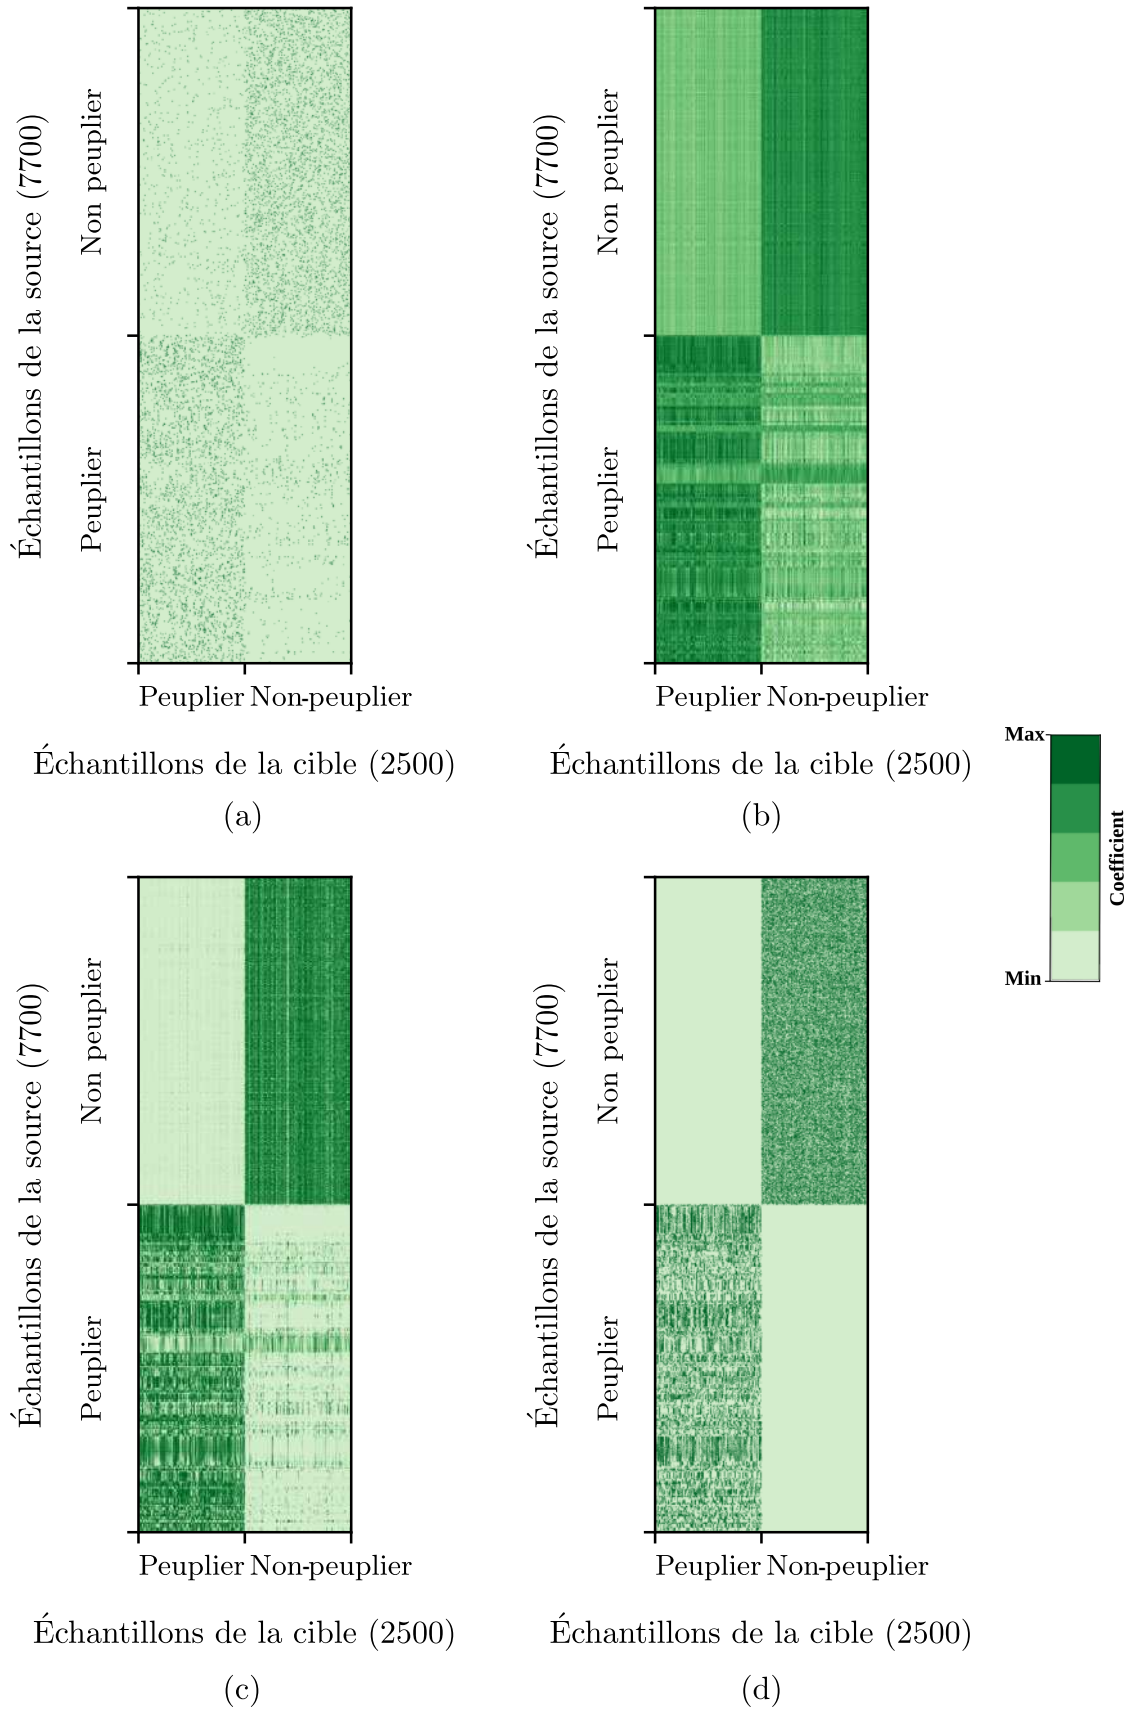 Échantillons de la source (7700)
Non peuplier
Peuplier
Peuplier Non-peuplier
Échantillons de la cible (2500)
(a)
Échantillons de la source (7700)
Non peuplier
Peuplier
Peuplier Non-peuplier
Échantillons de la cible (2500)
(b)
Max
Coefficient
Min
Échantillons de la source (7700)
Non peuplier
Peuplier
Peuplier Non-peuplier
Échantillons de la cible (2500)
(c)
Échantillons de la source (7700)
Non peuplier
Peuplier
Peuplier Non-peuplier
Échantillons de la cible (2500)
(d)